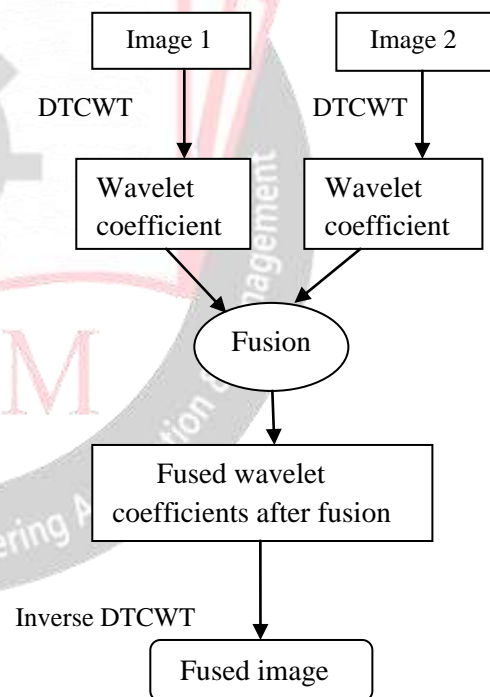 Image 1
Image 2
DTCWT
DTCWT
Wavelet
coefficient
Wavelet
coefficient
Fusion
Fused wavelet
coefficients after fusion
Inverse DTCWT
Fused image
M